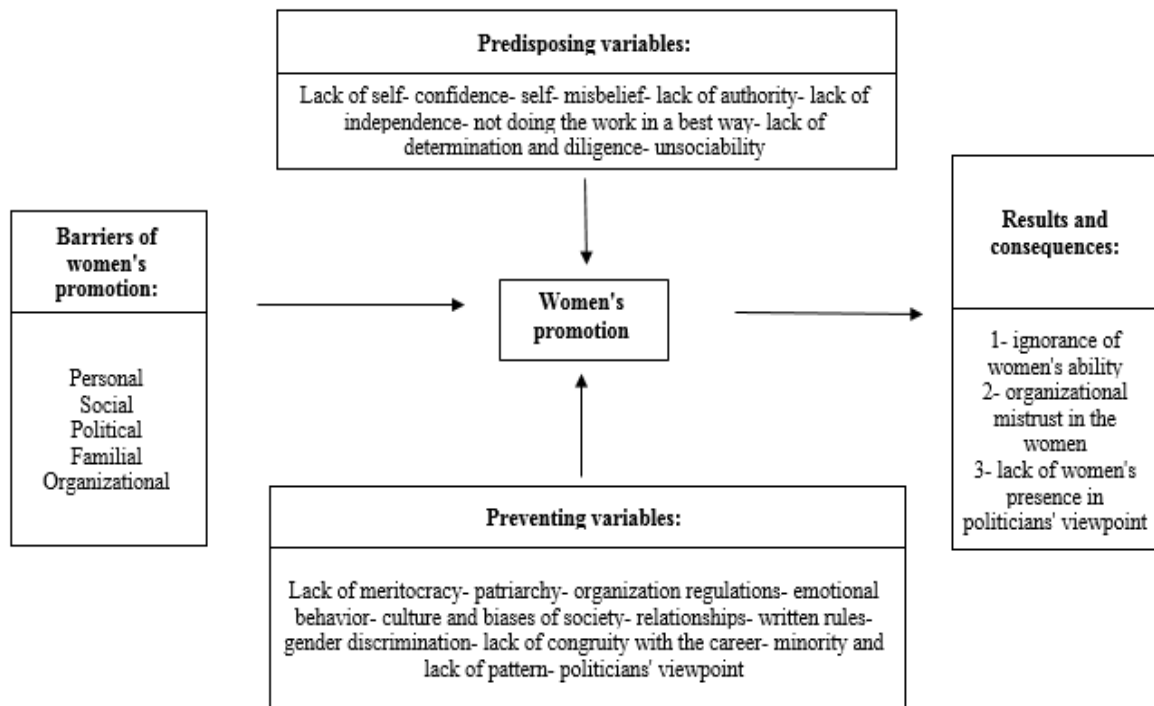 Predisposing variables:
Lack of self- confidence- self- misbelief- lack of authority- lack of
independence- not doing the work in a best way- lack of
determination and diligence- unsociability
Barriers of
women's
promotion:
Personal
Social
Political
Familial
Organizational
Women's
promotion
Results and
consequences:
1- ignorance of
women's ability
2- organizational
mistrust in the
women
3- lack of women's
presence in
politicians' viewpoint
Preventing variables:
Lack of meritocracy- patriarchy- organization regulations- emotional
behavior- culture and biases of society- relationships- written rules-
gender discrimination- lack of congruity with the career- minority and
lack of pattern- politicians' viewpoint